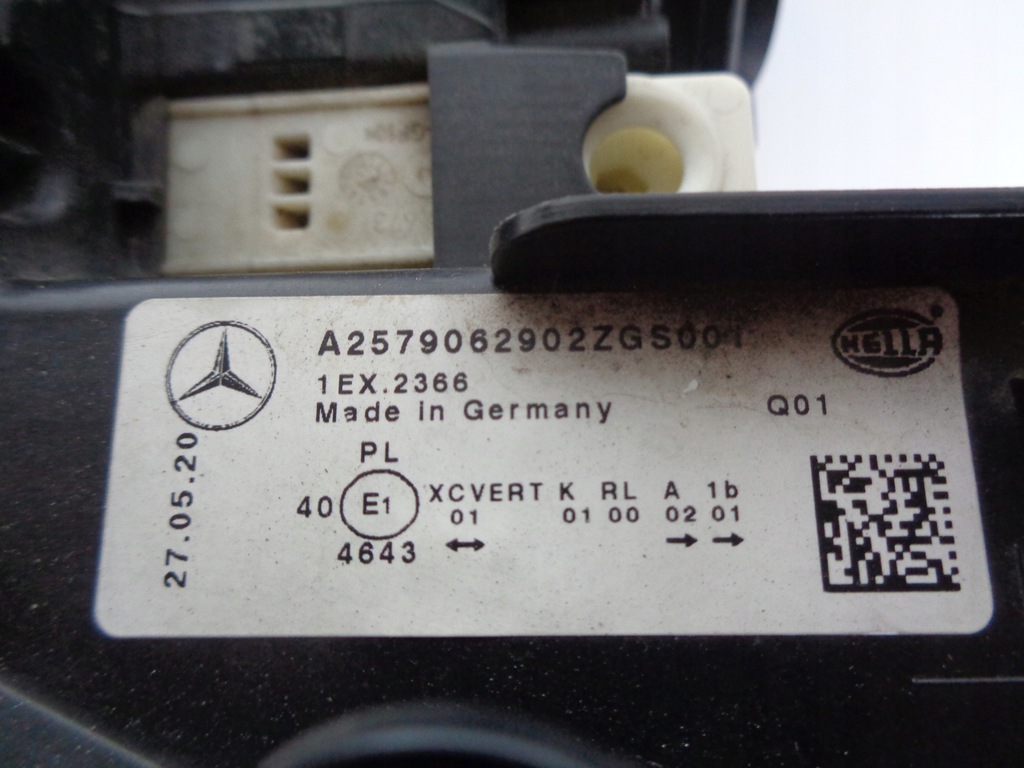 A2579062902ZGS001
HELLA®
1EX.2366
Made in Germany
Q01
27.05.20
PL
40 E1 XCVERT K RL A 1b
01 01 00 02 01
4643 ↔ → →